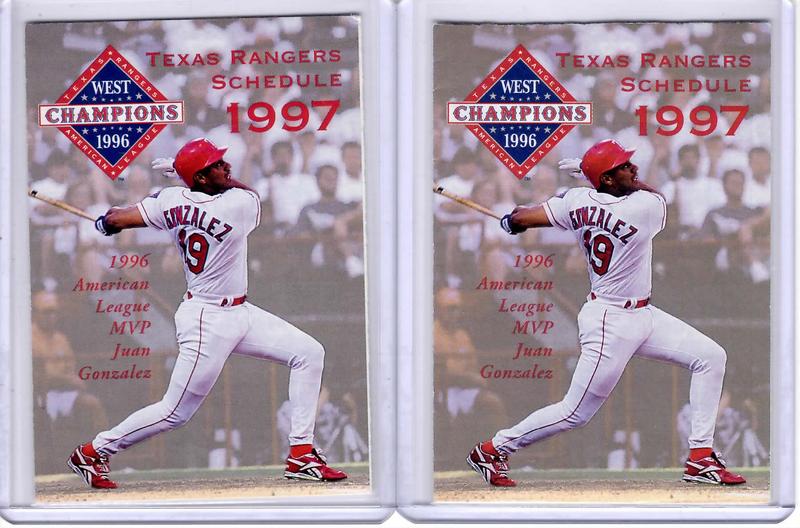 TEXAS RANGERS
SCHEDULE
1997
TEXAS RANGERS
WEST
CHAMPIONS
1996
AMERICAN LEAGUE
TM
GONZALEZ
19
1996
American
League
MVP
Juan
Gonzalez
TEXAS RANGERS
SCHEDULE
1997
TEXAS RANGERS
WEST
CHAMPIONS
1996
AMERICAN LEAGUE
TM
GONZALEZ
19
1996
American
League
MVP
Juan
Gonzalez